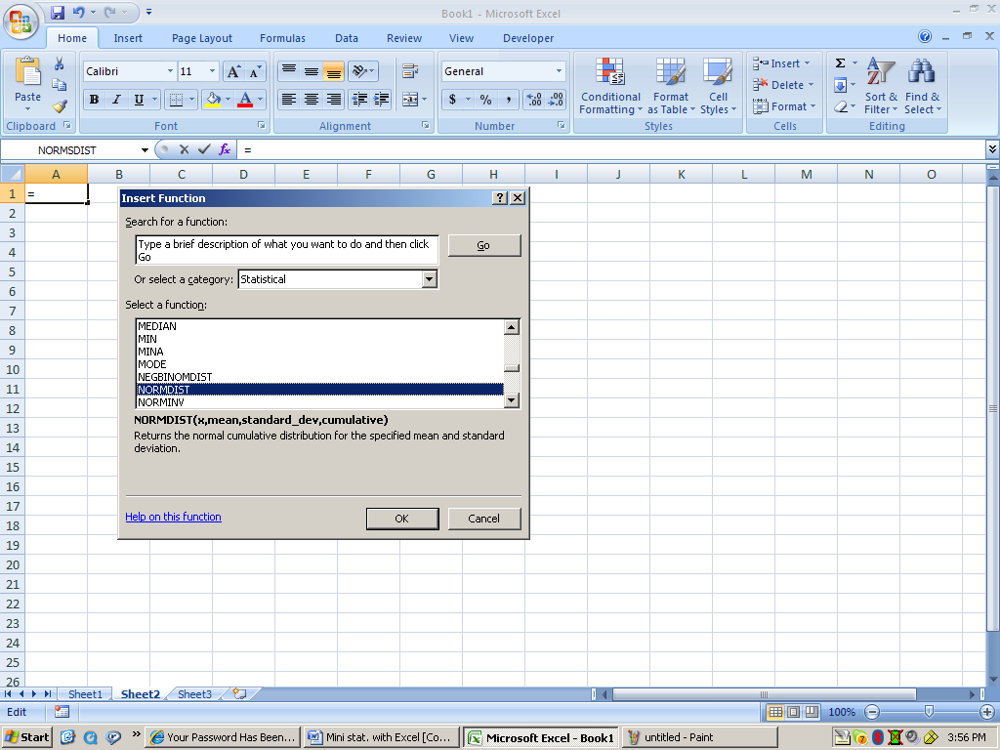 Book1 - Microsoft Excel
Home Insert Page Layout Formulas Data Review View Developer
Paste
Calibri 11 A A
B I U A
General
$ % , .00 .0
Conditional Formatting
Format as Table
Cell Styles
Insert
Delete
Format
Σ
Sort & Filter
Find & Select
Clipboard Font Alignment Number Styles Cells Editing
NORMSDIST fx =
A B C D E F G H I J K L M N O
1 =
2
3
4
5
6
7
8
9
10
11
12
13
14
15
16
17
18
19
20
21
22
23
24
25
26
Insert Function
Search for a function:
Type a brief description of what you want to do and then click
Go
Go
Or select a category: Statistical
Select a function:
MEDIAN
MIN
MINA
MODE
NEGBINOMDIST
NORMDIST
NORMINV
NORMDIST(x,mean,standard_dev,cumulative)
Returns the normal cumulative distribution for the specified mean and standard
deviation.
Help on this function OK Cancel
Sheet1 Sheet2 Sheet3
Edit 100%
Start » Your Password Has Been... Mini stat. with Excel [Co... Microsoft Excel - Book1 untitled - Paint 3:56 PM